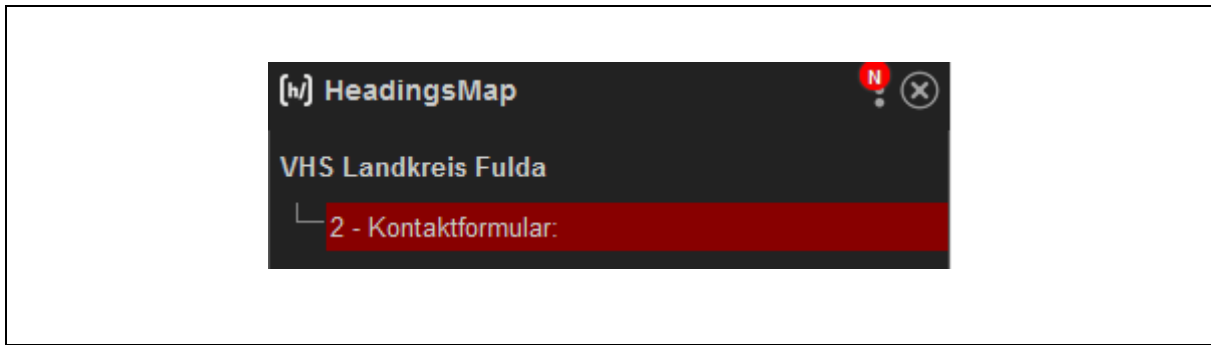 [h/] HeadingsMap N
VHS Landkreis Fulda
2 - Kontaktformular: